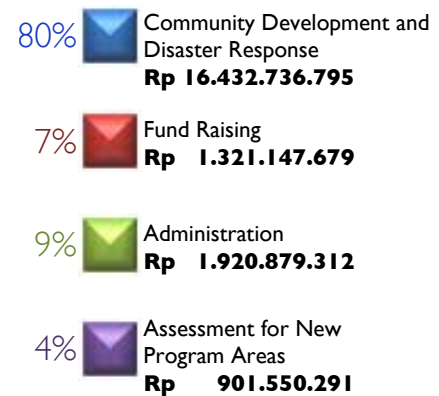 80% Community Development and
Disaster Response
Rp 16.432.736.795
7% Fund Raising
Rp 1.321.147.679
9% Administration
Rp 1.920.879.312
4% Assessment for New
Program Areas
Rp 901.550.291